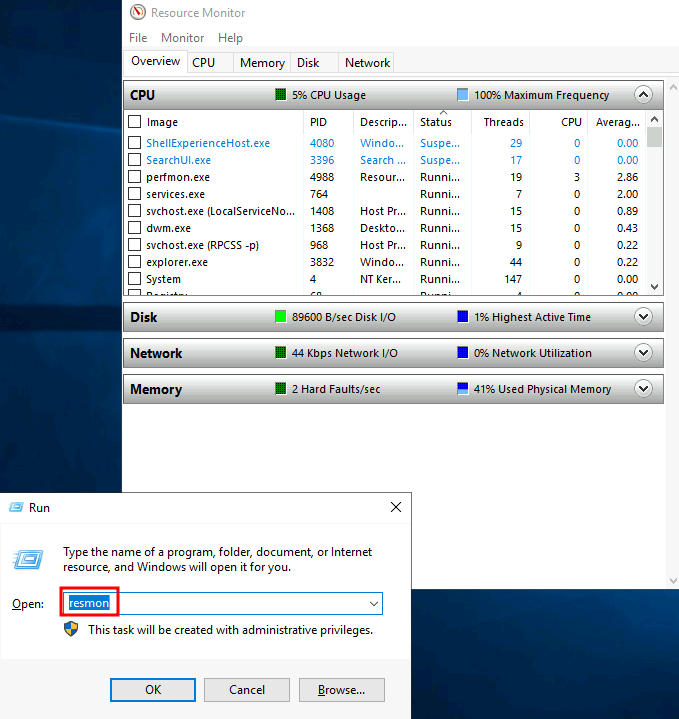 Resource Monitor
File Monitor Help
Overview CPU Memory Disk Network
CPU 5% CPU Usage 100% Maximum Frequency
Image PID Descrip... Status Threads CPU Averag...
ShellExperienceHost.exe 4080 Windo... Suspe... 29 0 0.00
SearchUI.exe 3396 Search ... Suspe... 17 0 0.00
perfmon.exe 4988 Resour... Runni... 19 3 2.86
services.exe 764 Runni... 7 0 2.00
svchost.exe (LocalServiceNo... 1408 Host Pr... Runni... 15 0 0.89
dwm.exe 1368 Deskto... Runni... 15 0 0.43
svchost.exe (RPCSS -p) 968 Host Pr... Runni... 9 0 0.22
explorer.exe 3832 Windo... Runni... 44 0 0.22
System 4 NT Ker... Runni... 147 0 0.00
Registry 68 Runni... 4 0 0.00
Disk 89600 B/sec Disk I/O 1% Highest Active Time
Network 44 Kbps Network I/O 0% Network Utilization
Memory 2 Hard Faults/sec 41% Used Physical Memory
Run
Type the name of a program, folder, document, or Internet
resource, and Windows will open it for you.
Open: resmon
This task will be created with administrative privileges.
OK Cancel Browse...